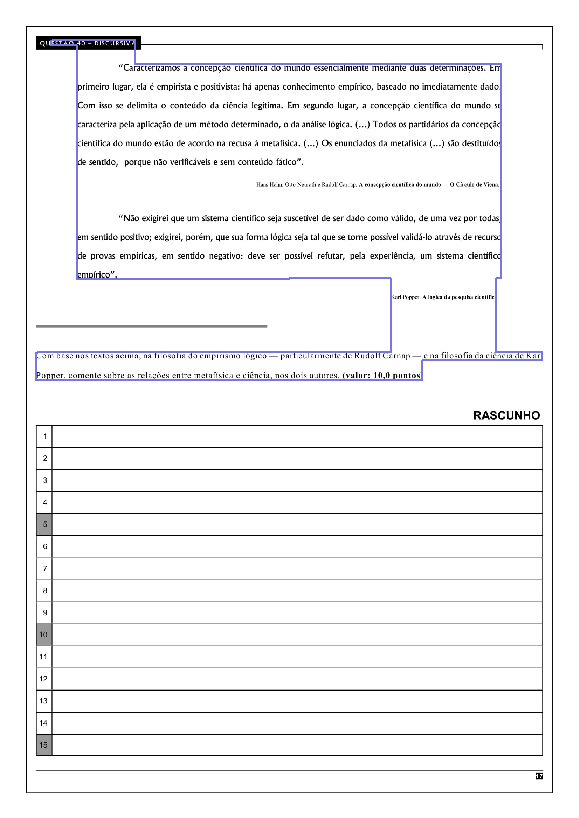 QUESTÃO 40 – DISCURSIVA
“Caracterizamos a concepção científica do mundo essencialmente mediante duas determinações. Em
primeiro lugar, ela é empirista e positivista: há apenas conhecimento empírico, baseado no imediatamente dado.
Com isso se delimita o conteúdo da ciência legítima. Em segundo lugar, a concepção científica do mundo se
caracteriza pela aplicação de um método determinado, o da análise lógica. (...) Todos os partidários da concepção
científica do mundo estão de acordo na recusa à metafísica. (...) Os enunciados da metafísica (...) são destituídos
de sentido, porque não verificáveis e sem conteúdo fático”.
Hans Hahn, Otto Neurath e Rudolf Carnap. A concepção científica do mundo — O Círculo de Viena.
“Não exigirei que um sistema científico seja suscetível de ser dado como válido, de uma vez por todas,
em sentido positivo; exigirei, porém, que sua forma lógica seja tal que se torne possível validá-lo através de recurso
de provas empíricas, em sentido negativo: deve ser possível refutar, pela experiência, um sistema científico
empírico”.
Karl Popper. A lógica da pesquisa científic
Com base nos textos acima, na filosofia do empirismo lógico — particularmente de Rudolf Carnap — e na filosofia da ciência de Karl
Popper, comente sobre as relações entre metafísica e ciência, nos dois autores. (valor: 10,0 pontos
RASCUNHO
1
2
3
4
5
6
7
8
9
10
11
12
13
14
15